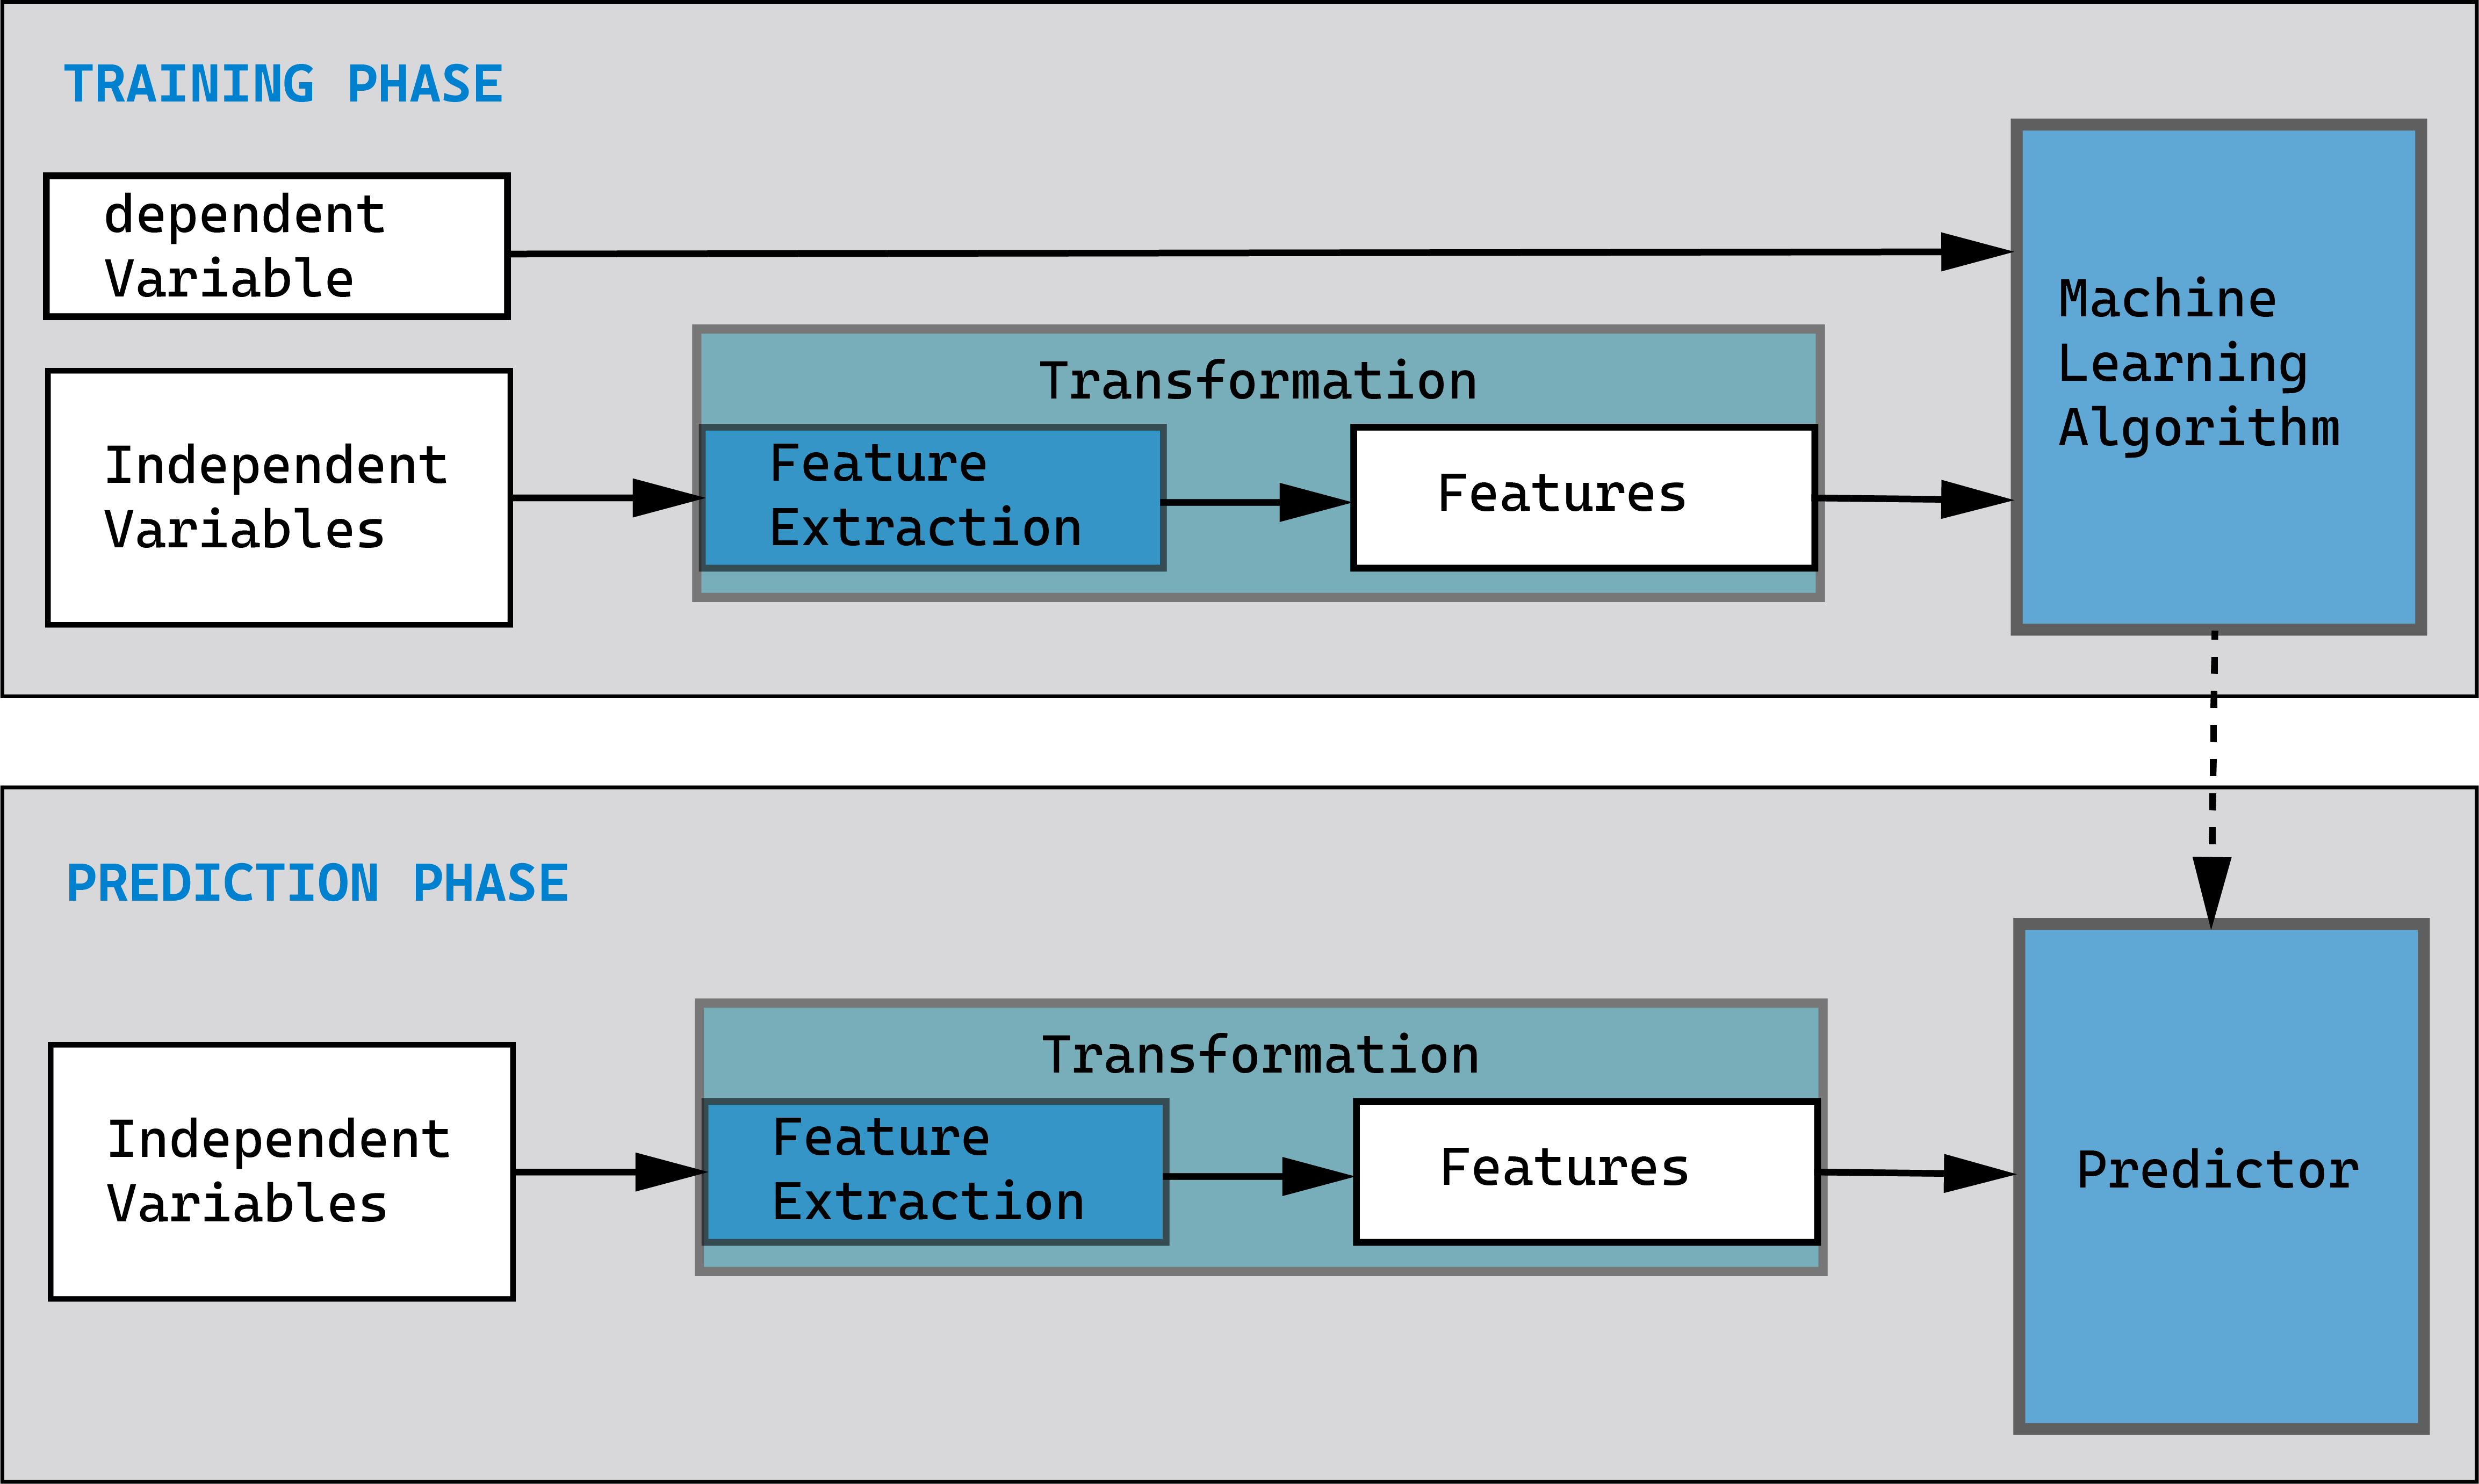 TRAINING PHASE
dependent
Variable
Independent
Variables
Transformation
Feature
Extraction
Features
Machine
Learning
Algorithm
PREDICTION PHASE
Independent
Variables
Transformation
Feature
Extraction
Features
Predictor